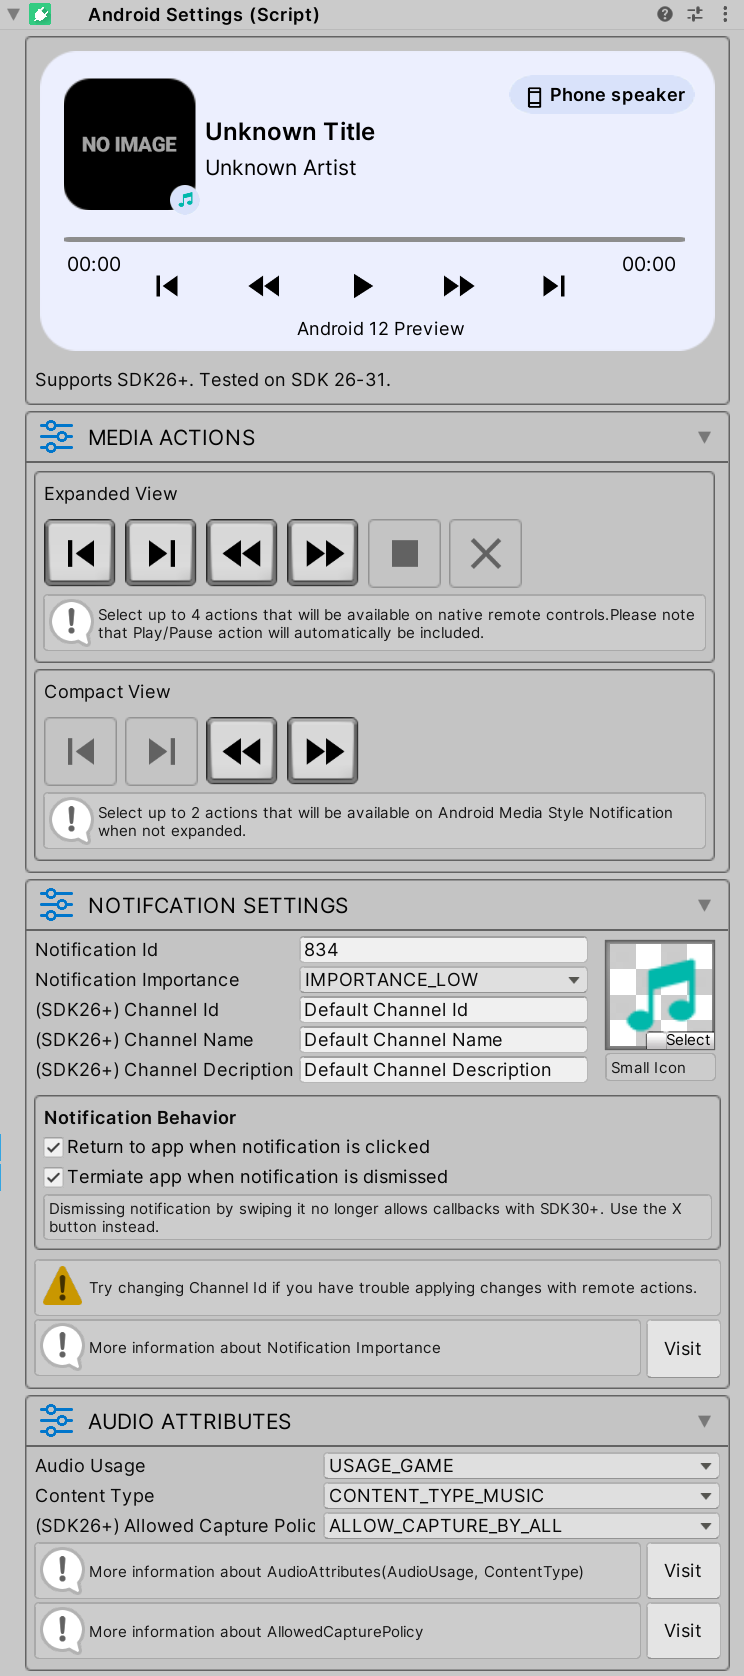 Android Settings (Script)
NO IMAGE
Phone speaker
Unknown Title
Unknown Artist
00:00
00:00
Android 12 Preview
Supports SDK26+. Tested on SDK 26-31.
MEDIA ACTIONS
Expanded View
Select up to 4 actions that will be available on native remote controls.Please note
that Play/Pause action will automatically be included.
Compact View
Select up to 2 actions that will be available on Android Media Style Notification
when not expanded.
NOTIFCATION SETTINGS
Notification Id 834
Notification Importance IMPORTANCE_LOW
(SDK26+) Channel Id Default Channel Id
(SDK26+) Channel Name Default Channel Name
Select
(SDK26+) Channel Decription Default Channel Description
Small Icon
Notification Behavior
Return to app when notification is clicked
Termiate app when notification is dismissed
Dismissing notification by swiping it no longer allows callbacks with SDK30+. Use the X
button instead.
Try changing Channel Id if you have trouble applying changes with remote actions.
More information about Notification Importance
Visit
AUDIO ATTRIBUTES
Audio Usage USAGE_GAME
Content Type CONTENT_TYPE_MUSIC
(SDK26+) Allowed Capture Polic ALLOW_CAPTURE_BY_ALL
More information about AudioAttributes(AudioUsage, ContentType)
Visit
More information about AllowedCapturePolicy
Visit